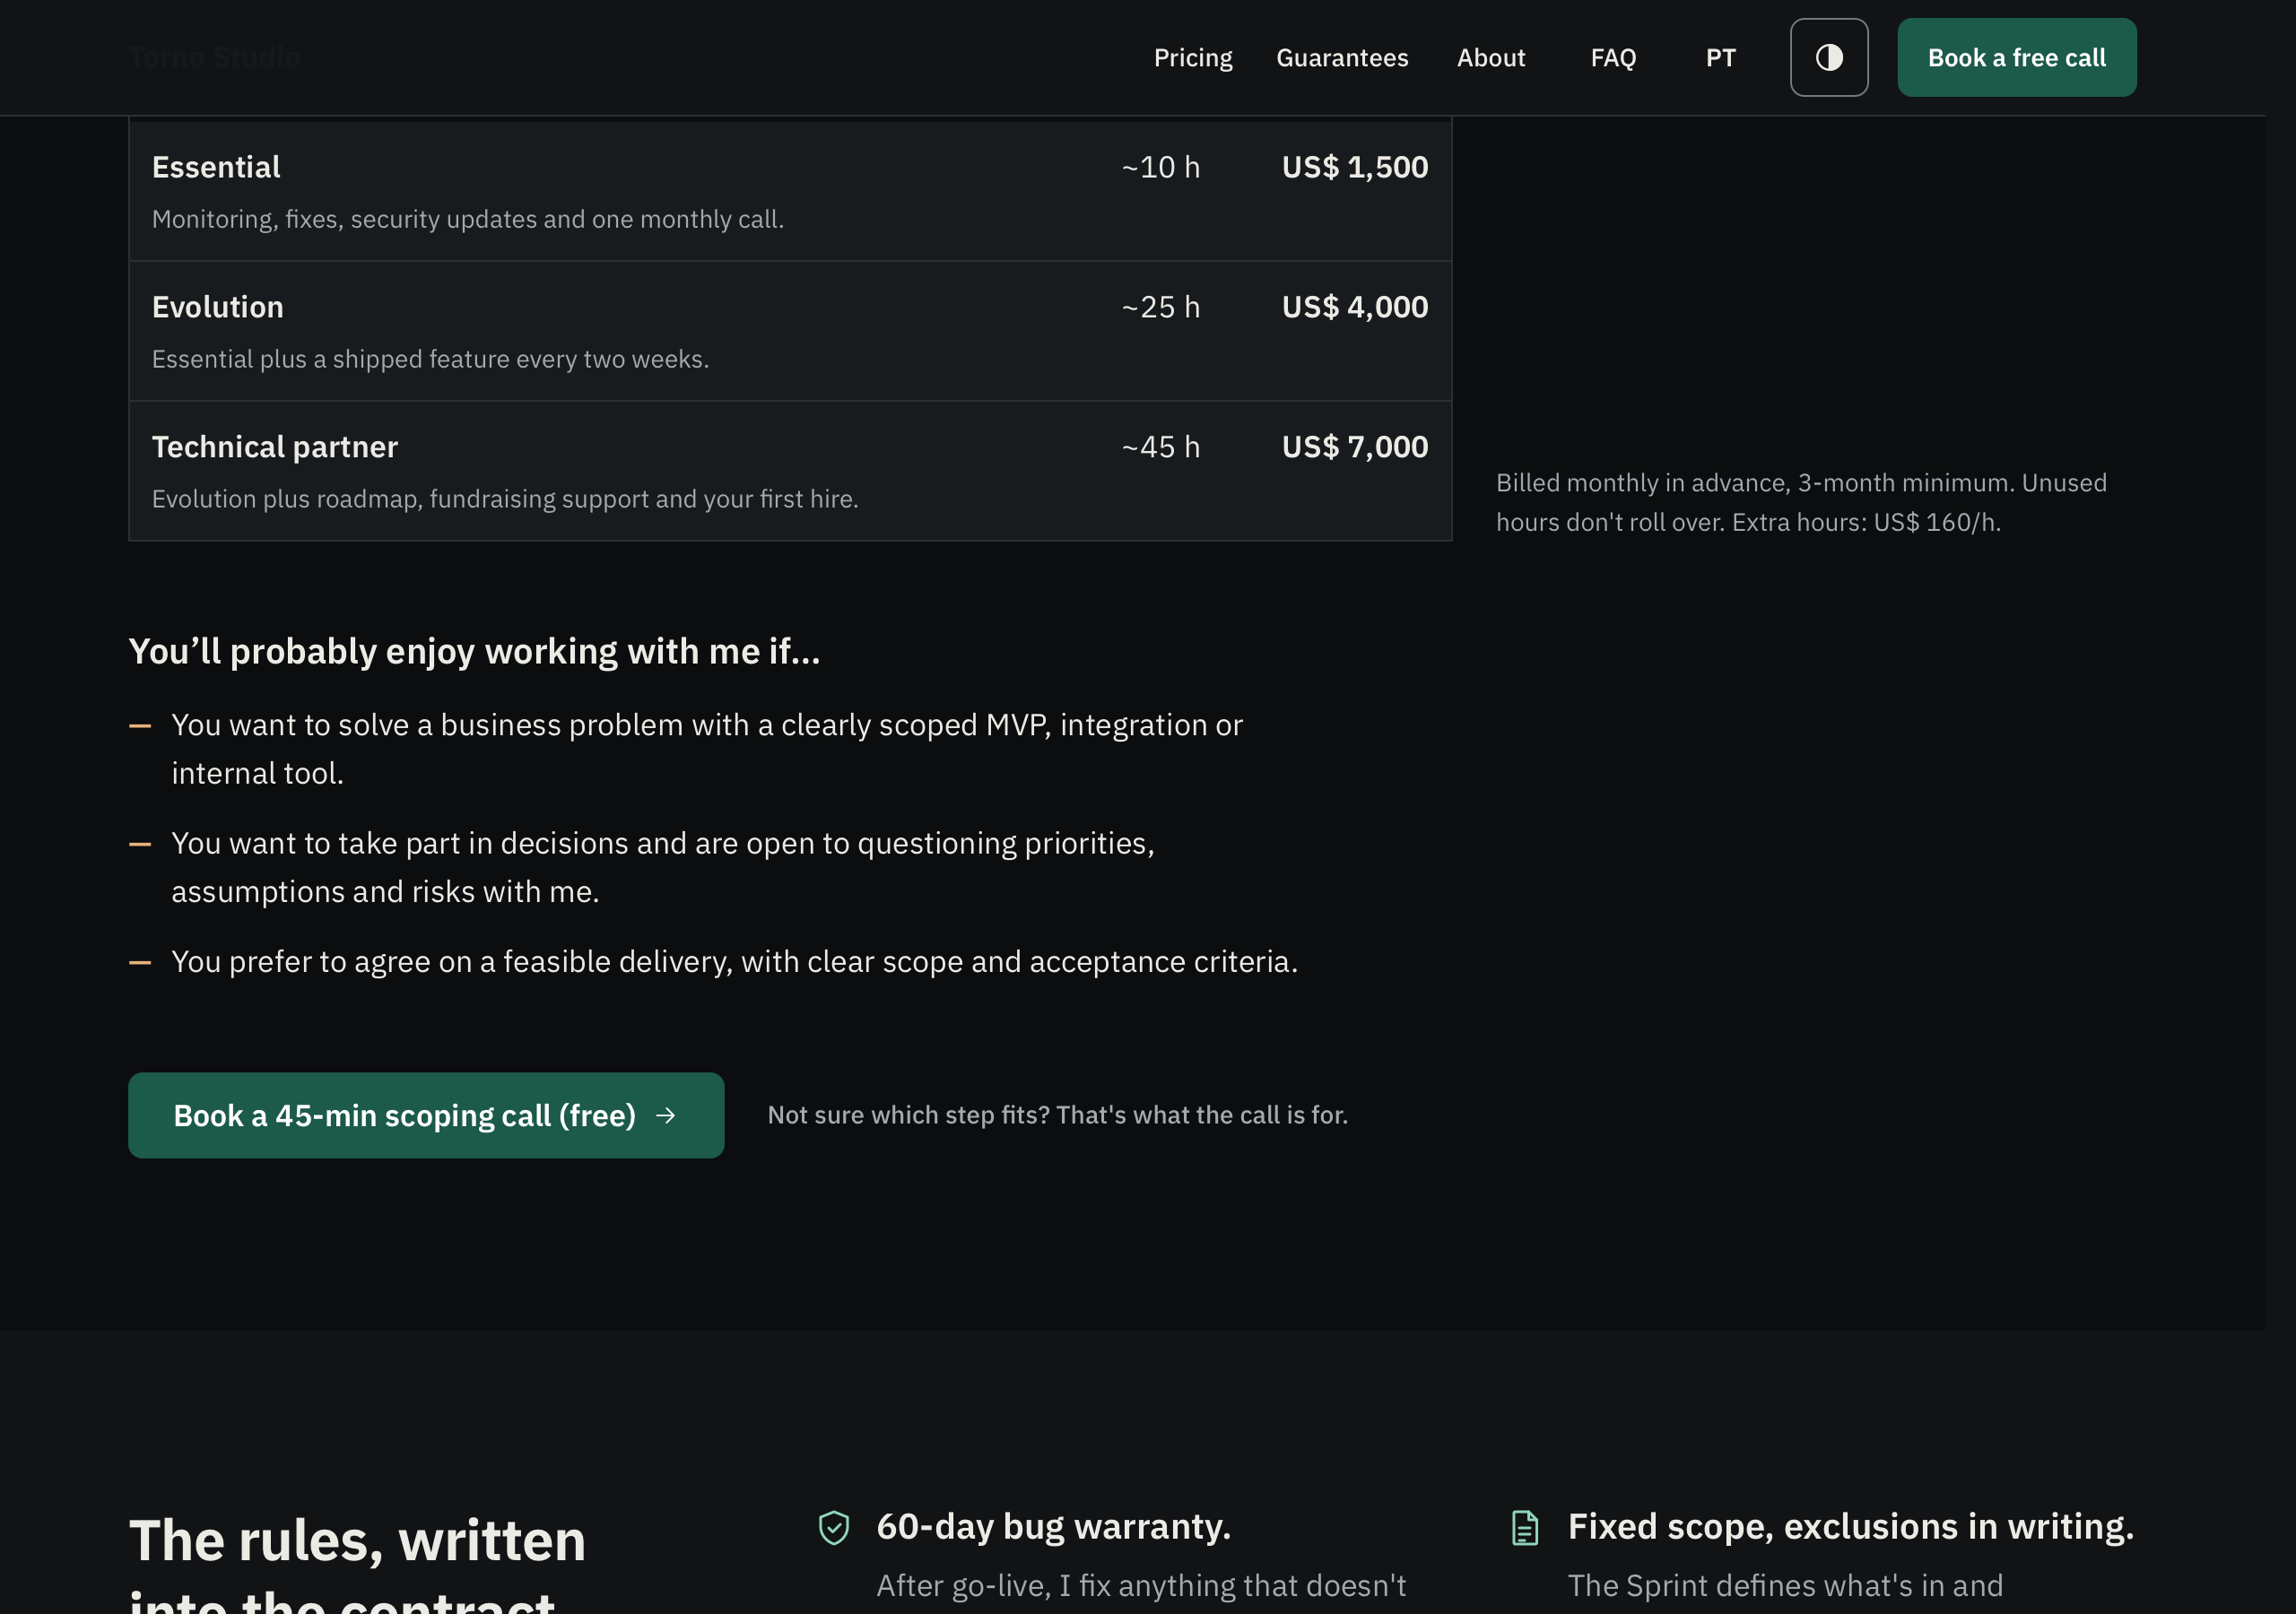 Torno Studio
Pricing Guarantees About FAQ PT Book a free call
Essential ~10 h US$ 1,500
Monitoring, fixes, security updates and one monthly call.
Evolution ~25 h US$ 4,000
Essential plus a shipped feature every two weeks.
Technical partner ~45 h US$ 7,000
Evolution plus roadmap, fundraising support and your first hire.
Billed monthly in advance, 3-month minimum. Unused
hours don't roll over. Extra hours: US$ 160/h.
You’ll probably enjoy working with me if…
— You want to solve a business problem with a clearly scoped MVP, integration or
internal tool.
— You want to take part in decisions and are open to questioning priorities,
assumptions and risks with me.
— You prefer to agree on a feasible delivery, with clear scope and acceptance criteria.
Book a 45-min scoping call (free) →
Not sure which step fits? That's what the call is for.
The rules, written
into the contract
60-day bug warranty.
After go-live, I fix anything that doesn't
Fixed scope, exclusions in writing.
The Sprint defines what's in and